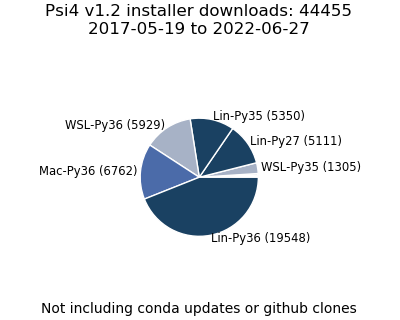 Psi4 v1.2 installer downloads: 44455
2017-05-19 to 2022-06-27
Lin-Py35 (5350)
WSL-Py36 (5929)
Lin-Py27 (5111)
WSL-Py35 (1305)
Mac-Py36 (6762)
Lin-Py36 (19548)
Not including conda updates or github clones